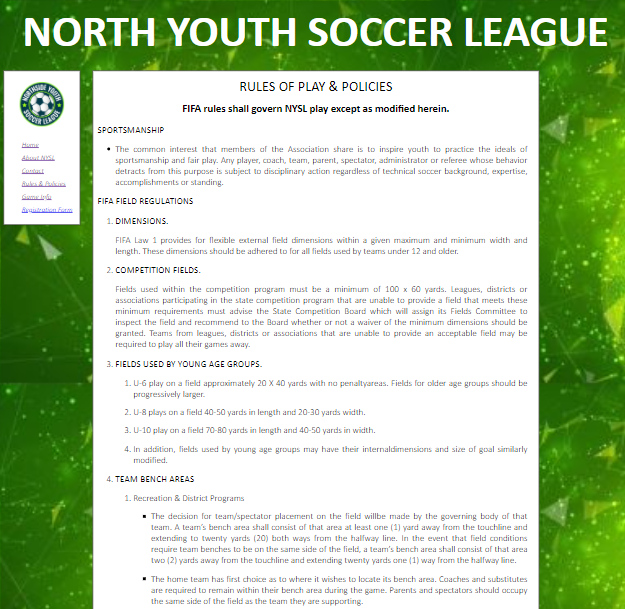 NORTH YOUTH SOCCER LEAGUE
NORTHSIDE YOUTH
SOCCER LEAGUE
Home
About NYSL
Contact
Rules & Policies
Game Info
Registration Form
RULES OF PLAY & POLICIES
FIFA rules shall govern NYSL play except as modified herein.
SPORTSMANSHIP
• The common interest that members of the Association share is to inspire youth to practice the ideals of
sportsmanship and fair play. Any player, coach, team, parent, spectator, administrator or referee whose behavior
detracts from this purpose is subject to disciplinary action regardless of technical soccer background, expertise,
accomplishments or standing.
FIFA FIELD REGULATIONS
1. DIMENSIONS.
FIFA Law 1 provides for flexible external field dimensions within a given maximum and minimum width and
length. These dimensions should be adhered to for all fields used by teams under 12 and older.
2. COMPETITION FIELDS.
Fields used within the competition program must be a minimum of 100 x 60 yards. Leagues, districts or
associations participating in the state competition program that are unable to provide a field that meets these
minimum requirements must advise the State Competition Board which will assign its Fields Committee to
inspect the field and recommend to the Board whether or not a waiver of the minimum dimensions should be
granted. Teams from leagues, districts or associations that are unable to provide an acceptable field may be
required to play all their games away.
3. FIELDS USED BY YOUNG AGE GROUPS.
1. U-6 play on a field approximately 20 X 40 yards with no penaltyareas. Fields for older age groups should be
progressively larger.
2. U-8 plays on a field 40-50 yards in length and 20-30 yards width.
3. U-10 play on a field 70-80 yards in length and 40-50 yards in width.
4. In addition, fields used by young age groups may have their internaldimensions and size of goal similarly
modified.
4. TEAM BENCH AREAS
1. Recreation & District Programs
▪ The decision for team/spectator placement on the field willbe made by the governing body of that
team. A team's bench area shall consist of that area at least one (1) yard away from the touchline and
extending to twenty yards (20) both ways from the halfway line. In the event that field conditions
require team benches to be on the same side of the field, a team's bench area shall consist of that area
two (2) yards away from the touchline and extending twenty yards one (1) way from the halfway line.
▪ The home team has first choice as to where it wishes to locate its bench area. Coaches and substitutes
are required to remain within their bench area during the game. Parents and spectators should occupy
the same side of the field as the team they are supporting.